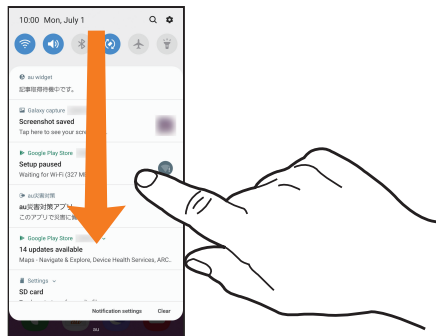 10:00 Mon, July 1
au widget
記事取得待機中です。
Galaxy capture
Screenshot saved
Tap here to see your scre
Google Play Store
Setup paused
Waiting for Wi-Fi (327 M
au災害対策
au災害対策アプリ
このアプリで災害に備
Google Play Store
14 updates available
Maps - Navigate & Explore, Device Health Services, ARC..
Settings
SD card
Notification settings Clear
au